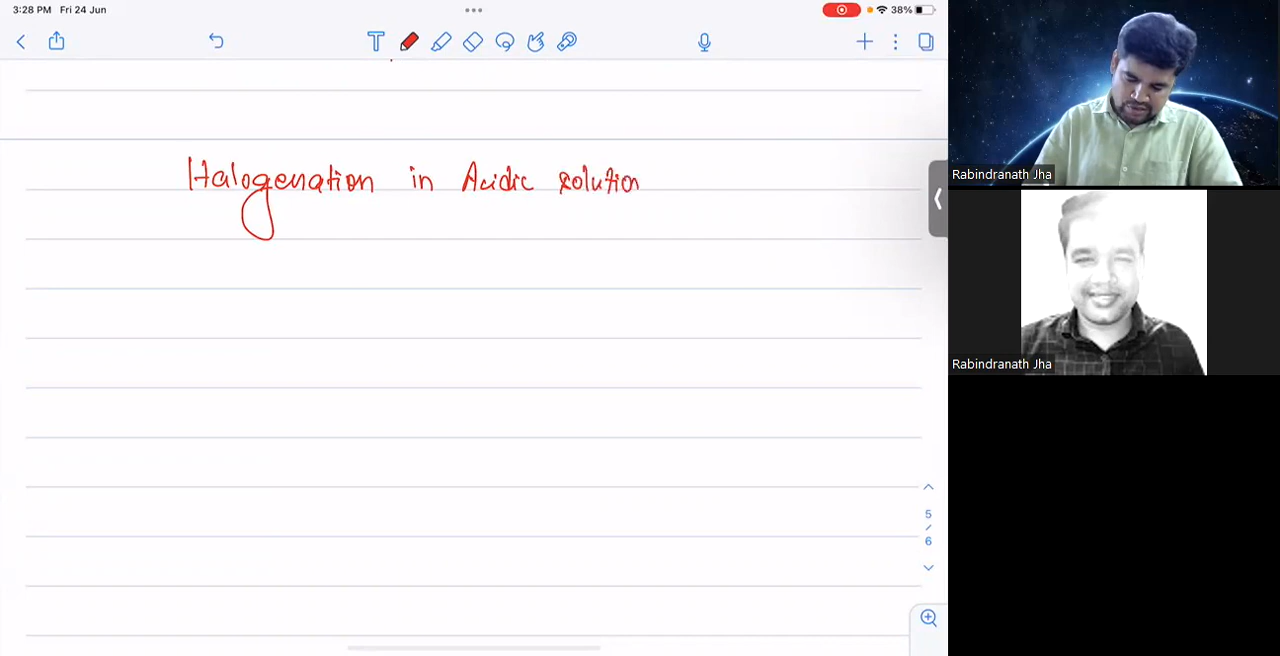 3:28 PM Fri 24 Jun
38%
Halogenation in Acidic solution
5
6
Rabindranath Jha
Rabindranath Jha